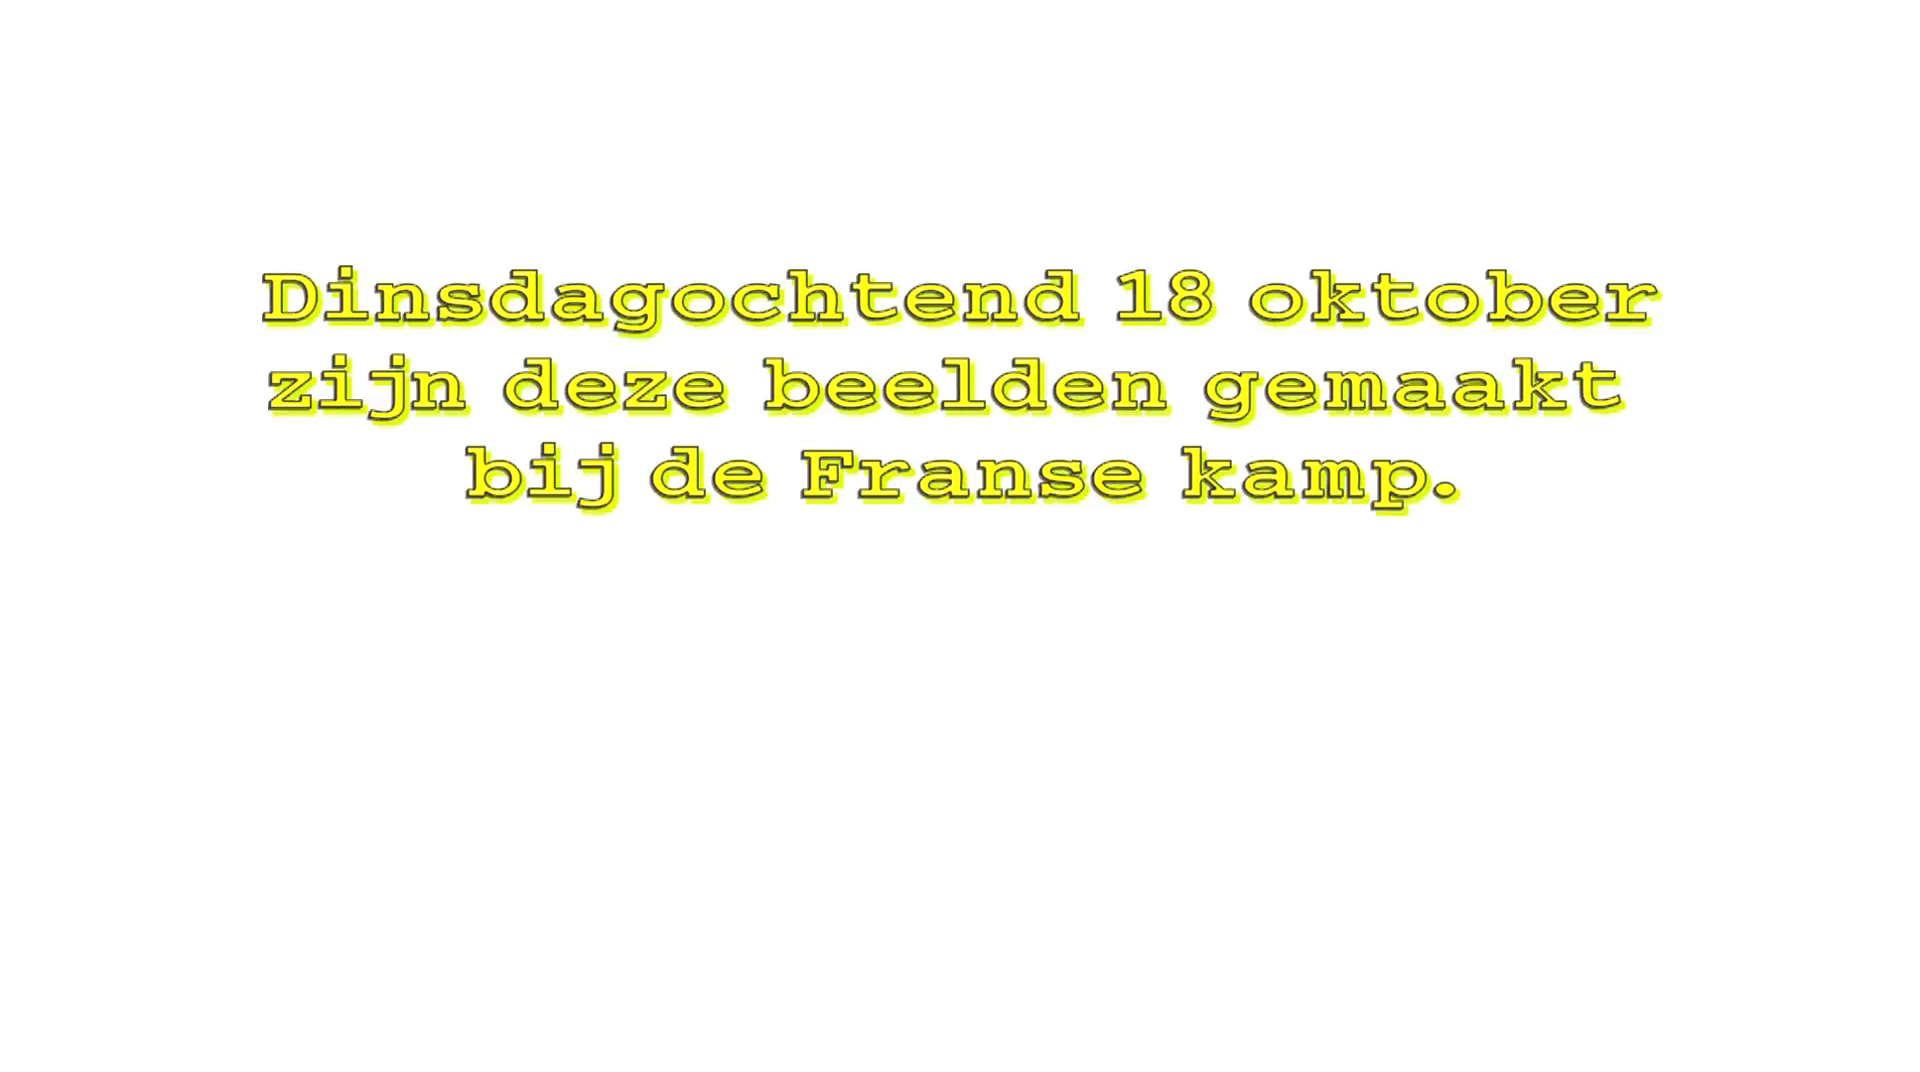 Dinsdagochtend 18 oktober
zijn deze beelden gemaakt
bij de Franse kamp.